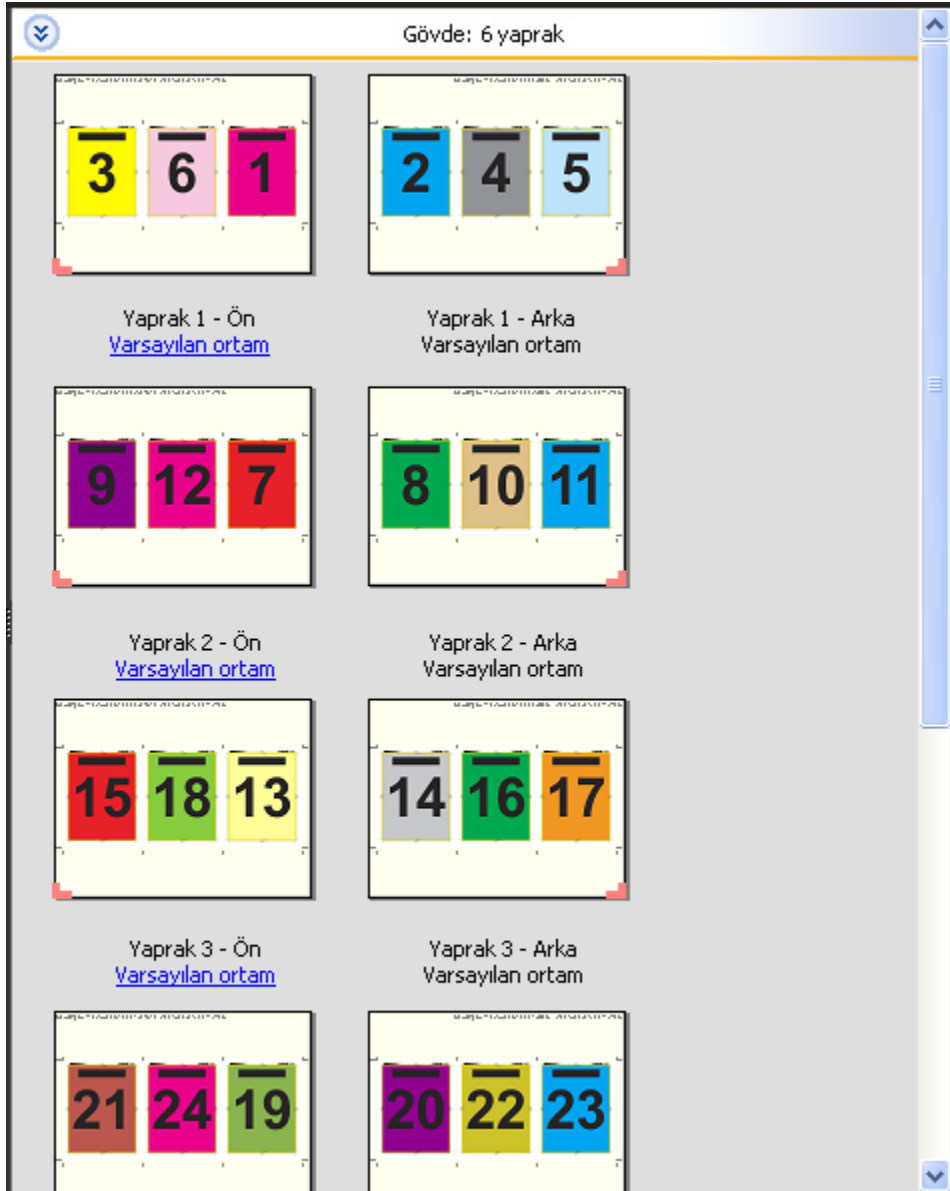 Gövde: 6 yaprak
3 6 1
2 4 5
Yaprak 1 - Ön
Varsayılan ortam
Yaprak 1 - Arka
Varsayılan ortam
9 12 7
8 10 11
Yaprak 2 - Ön
Varsayılan ortam
Yaprak 2 - Arka
Varsayılan ortam
15 18 13
14 16 17
Yaprak 3 - Ön
Varsayılan ortam
Yaprak 3 - Arka
Varsayılan ortam
21 24 19
20 22 23